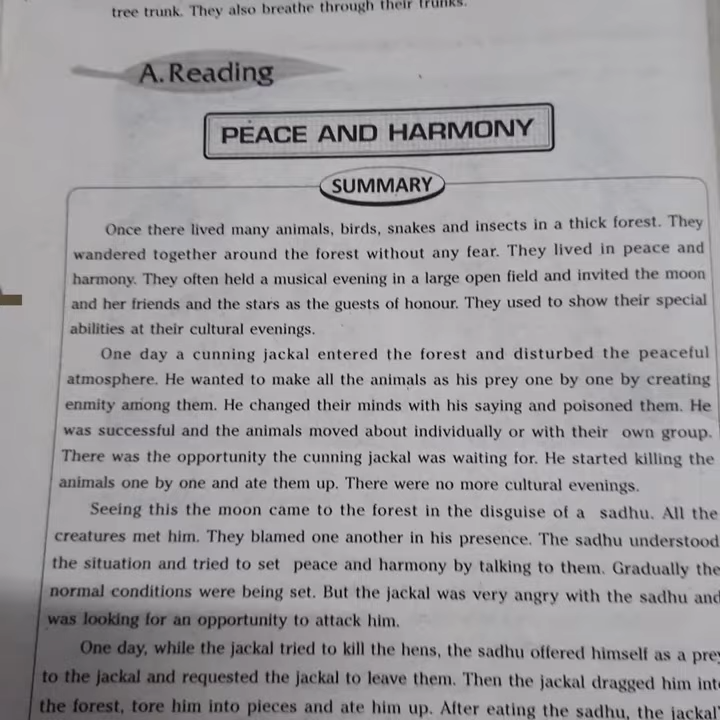 tree trunk. They also breathe through their trunks.
A. Reading
PEACE AND HARMONY
SUMMARY
Once there lived many animals, birds, snakes and insects in a thick forest. They
wandered together around the forest without any fear. They lived in peace and
harmony. They often held a musical evening in a large open field and invited the moon
and her friends and the stars as the guests of honour. They used to show their special
abilities at their cultural evenings.
One day a cunning jackal entered the forest and disturbed the peaceful
atmosphere. He wanted to make all the animals as his prey one by one by creating
enmity among them. He changed their minds with his saying and poisoned them. He
was successful and the animals moved about individually or with their own group.
There was the opportunity the cunning jackal was waiting for. He started killing the
animals one by one and ate them up. There were no more cultural evenings.
Seeing this the moon came to the forest in the disguise of a sadhu. All the
creatures met him. They blamed one another in his presence. The sadhu understood
the situation and tried to set peace and harmony by talking to them. Gradually the
normal conditions were being set. But the jackal was very angry with the sadhu and
was looking for an opportunity to attack him.
One day, while the jackal tried to kill the hens, the sadhu offered himself as a prey
to the jackal and requested the jackal to leave them. Then the jackal dragged him into
the forest, tore him into pieces and ate him up. After eating the sadhu, the jackal's